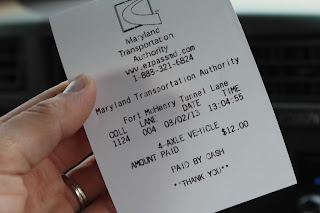 Maryland
Transportation
Authority
www.ezpassmd.com
1-888-321-6824
Maryland Transportation Authority
Fort McHenry Tunnel Lane
COLL LANE DATE TIME
1124 004 03/02/13 13:04:55
4-AXLE VEHICLE
AMOUNT PAID $12.00
PAID BY CASH
**THANK YOU**